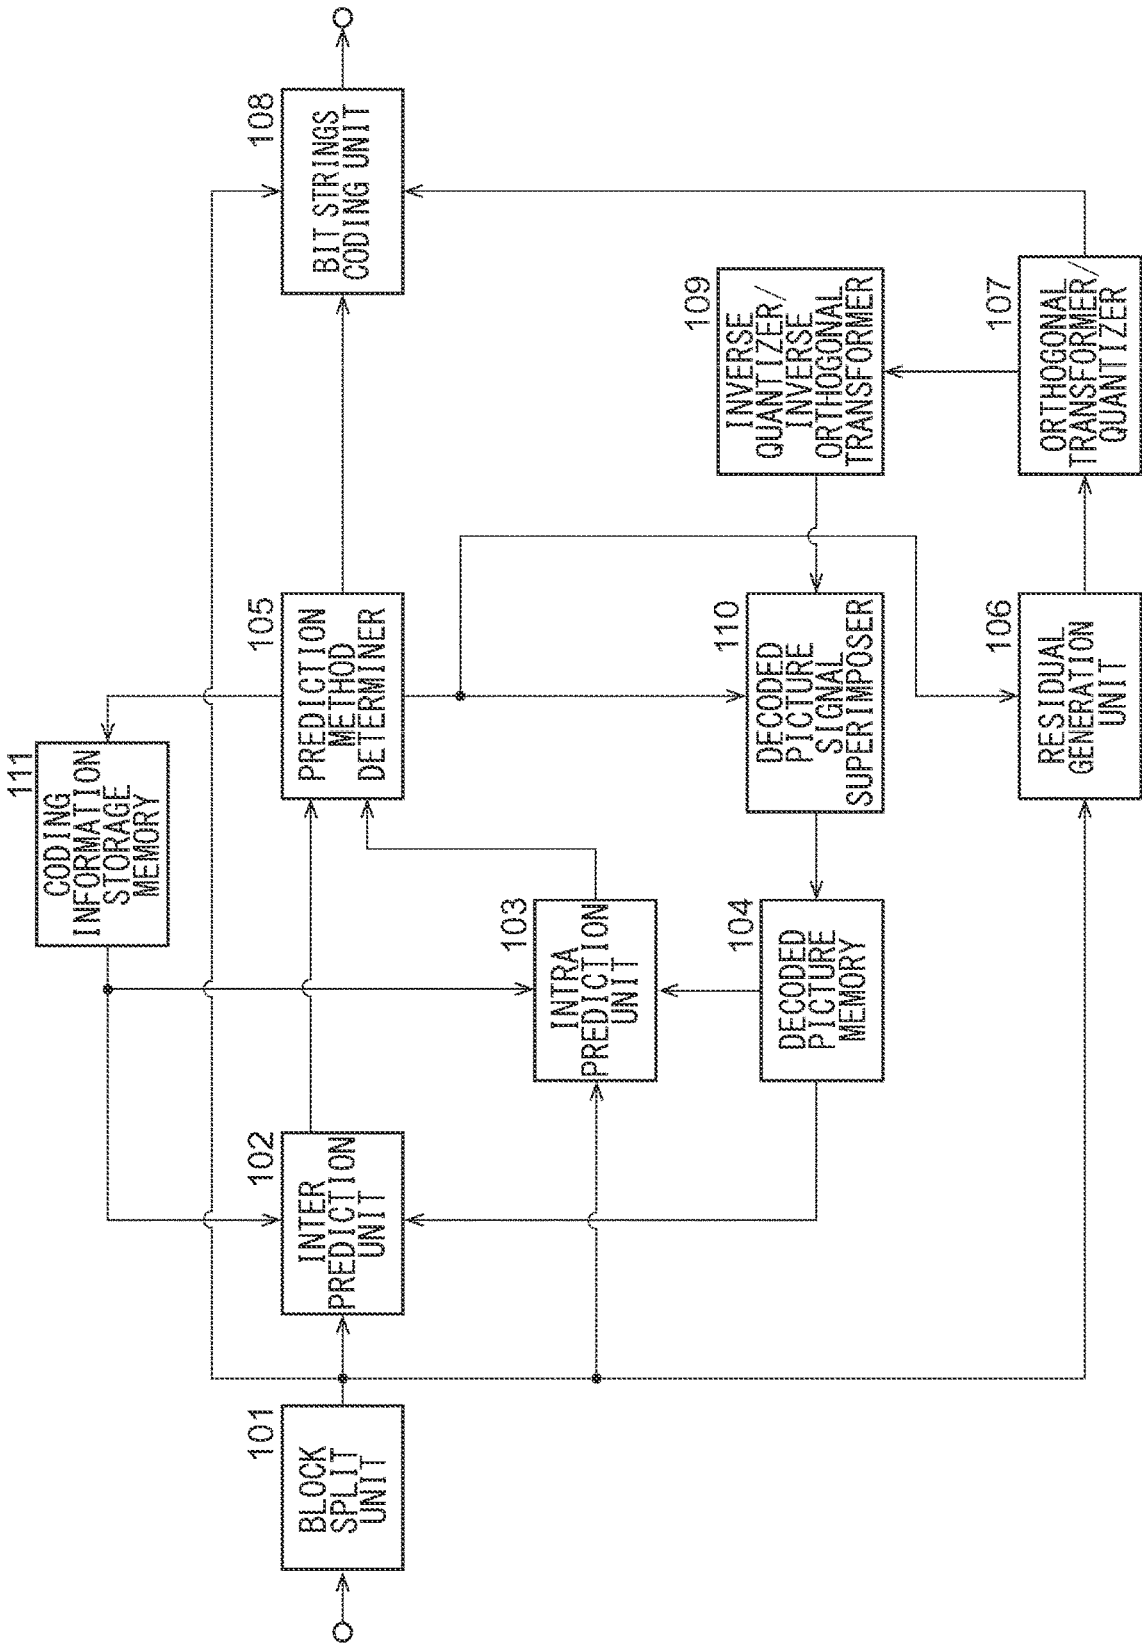 101
BLOCK
SPLIT
UNIT
102
INTER
PREDICTION
UNIT
111
CODING
INFORMATION
STORAGE
MEMORY
105
PREDICTION
METHOD
DETERMINER
108
BIT STRINGS
CODING UNIT
103
INTRA
PREDICTION
UNIT
104
DECODED
PICTURE
MEMORY
110
DECODED
PICTURE
SIGNAL
SUPERIMPOSER
109
INVERSE
QUANTIZER/
INVERSE
ORTHOGONAL
TRANSFORMER
106
RESIDUAL
GENERATION
UNIT
107
ORTHOGONAL
TRANSFORMER/
QUANTIZER